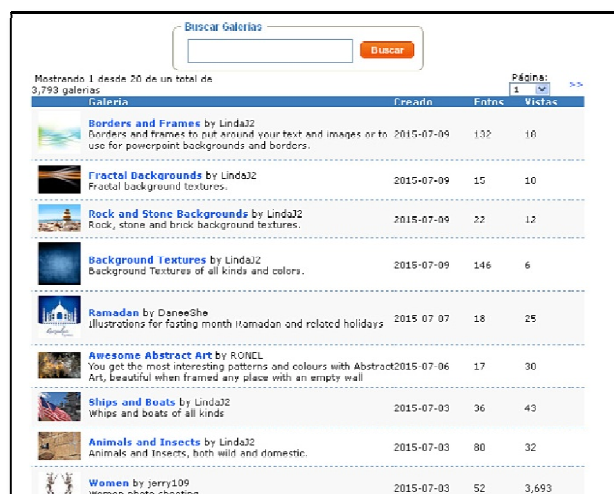 Buscar Galerías
Buscar
Mostrando 1 desde 20 de un total de
3,793 galerias
Página:
1
>>
Galeria Creado Fotos Vistas
Borders and Frames by LindaJ2
Borders and frames to put around your text and images or to
use for powerpoint backgrounds and borders.
2015-07-09 132 18
Fractal Backgrounds by LindaJ2
Fractal background textures.
2015-07-09 15 10
Rock and Stone Backgrounds by LindaJ2
Rock, stone and brick background textures.
2015-07-09 22 12
Background Textures by LindaJ2
Background Textures of all kinds and colors.
2015-07-09 146 6
Ramadan by DaneeShe
Illustrations for fasting month Ramadan and related holidays
2015-07-07 18 25
Awesome Abstract Art by RONEL
You get the most interesting patterns and colours with Abstract
Art, beautiful when framed any place with an empty wall
2015-07-06 17 30
Ships and Boats by LindaJ2
Whips and boats of all kinds
2015-07-03 36 43
Animals and Insects by LindaJ2
Animals and Insects, both wild and domestic.
2015-07-03 80 32
Women by jerry109
Women photo shooting
2015-07-03 52 3,693